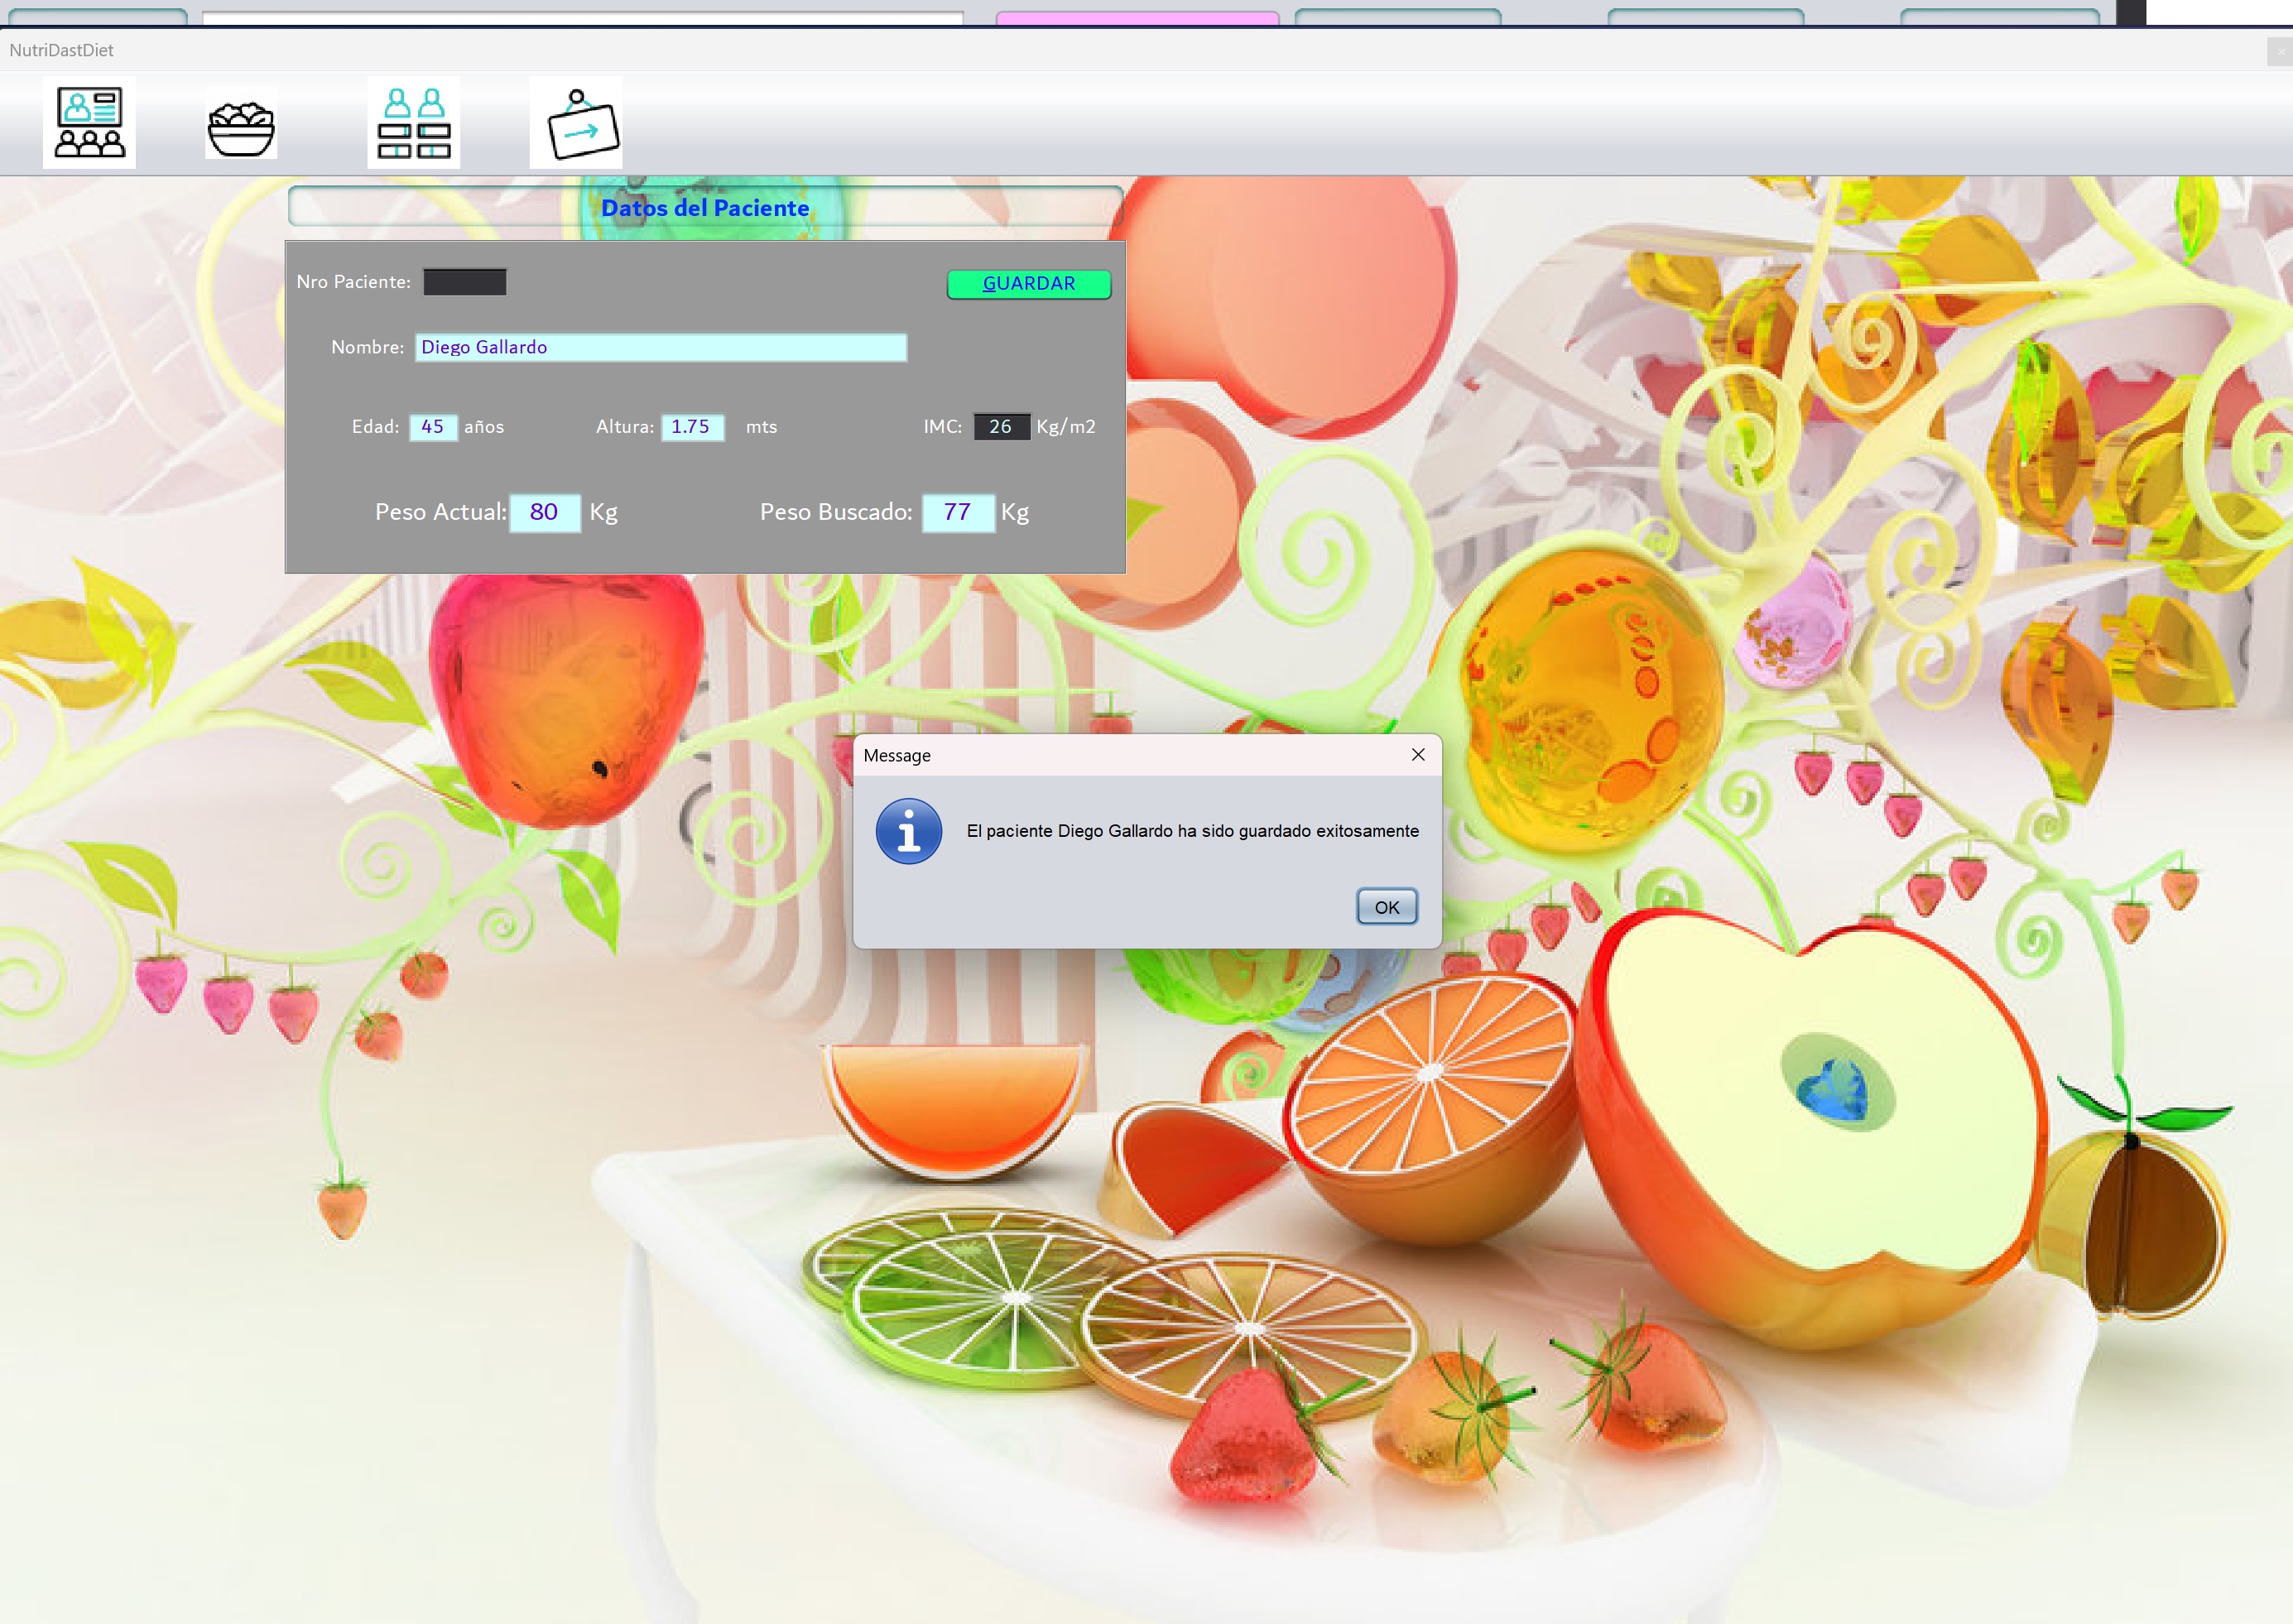 NutriDastDiet
Datos del Paciente
Nro Paciente:
GUARDAR
Nombre: Diego Gallardo
Edad: 45 años Altura: 1.75 mts IMC: 26 Kg/m2
Peso Actual: 80 Kg Peso Buscado: 77 Kg
Message
El paciente Diego Gallardo ha sido guardado exitosamente
OK